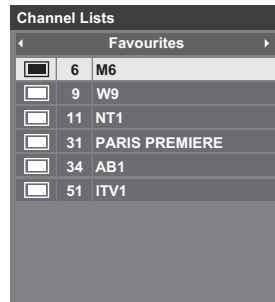 Channel Lists
Favourites
6 M6
9 W9
11 NT1
31 PARIS PREMIERE
34 AB1
51 ITV1